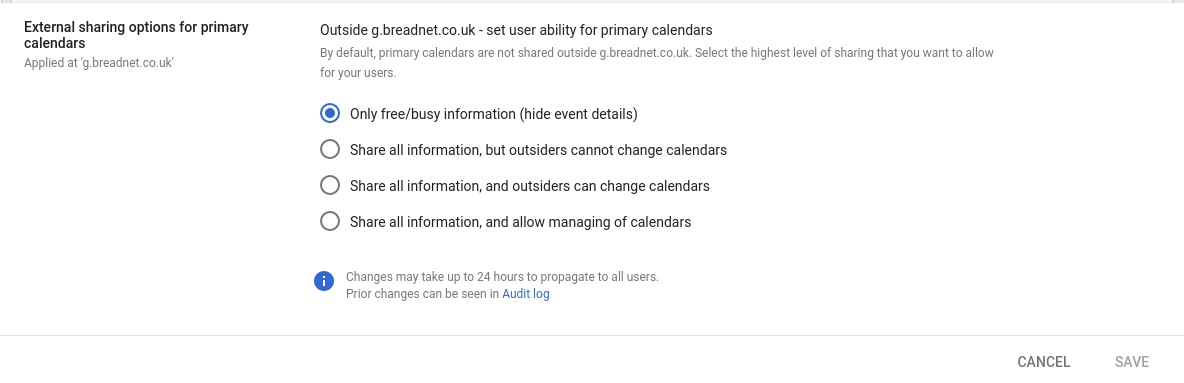 External sharing options for primary
calendars
Applied at 'g.breadnet.co.uk'
Outside g.breadnet.co.uk - set user ability for primary calendars
By default, primary calendars are not shared outside g.breadnet.co.uk. Select the highest level of sharing that you want to allow
for your users.
Only free/busy information (hide event details)
Share all information, but outsiders cannot change calendars
Share all information, and outsiders can change calendars
Share all information, and allow managing of calendars
Changes may take up to 24 hours to propagate to all users.
Prior changes can be seen in Audit log
CANCEL SAVE